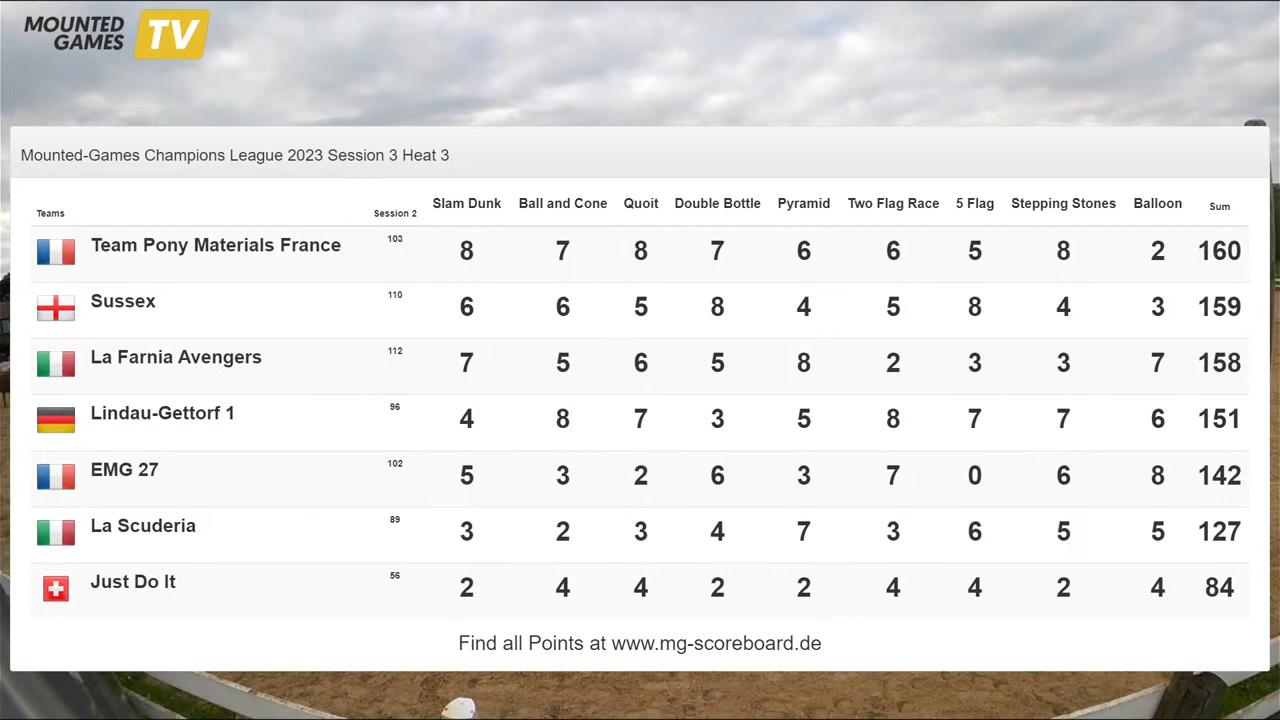 MOUNTED
GAMES
TV
Mounted-Games Champions League 2023 Session 3 Heat 3
Teams Session 2 Slam Dunk Ball and Cone Quoit Double Bottle Pyramid Two Flag Race 5 Flag Stepping Stones Balloon Sum
Team Pony Materials France 103 8 7 8 7 6 6 5 8 2 160
Sussex 110 6 6 5 8 4 5 8 4 3 159
La Farnia Avengers 112 7 5 6 5 8 2 3 3 7 158
Lindau-Gettorf 1 96 4 8 7 3 5 8 7 7 6 151
EMG 27 102 5 3 2 6 3 7 0 6 8 142
La Scuderia 89 3 2 3 4 7 3 6 5 5 127
Just Do It 56 2 4 4 2 2 4 4 2 4 84
Find all Points at www.mg-scoreboard.de